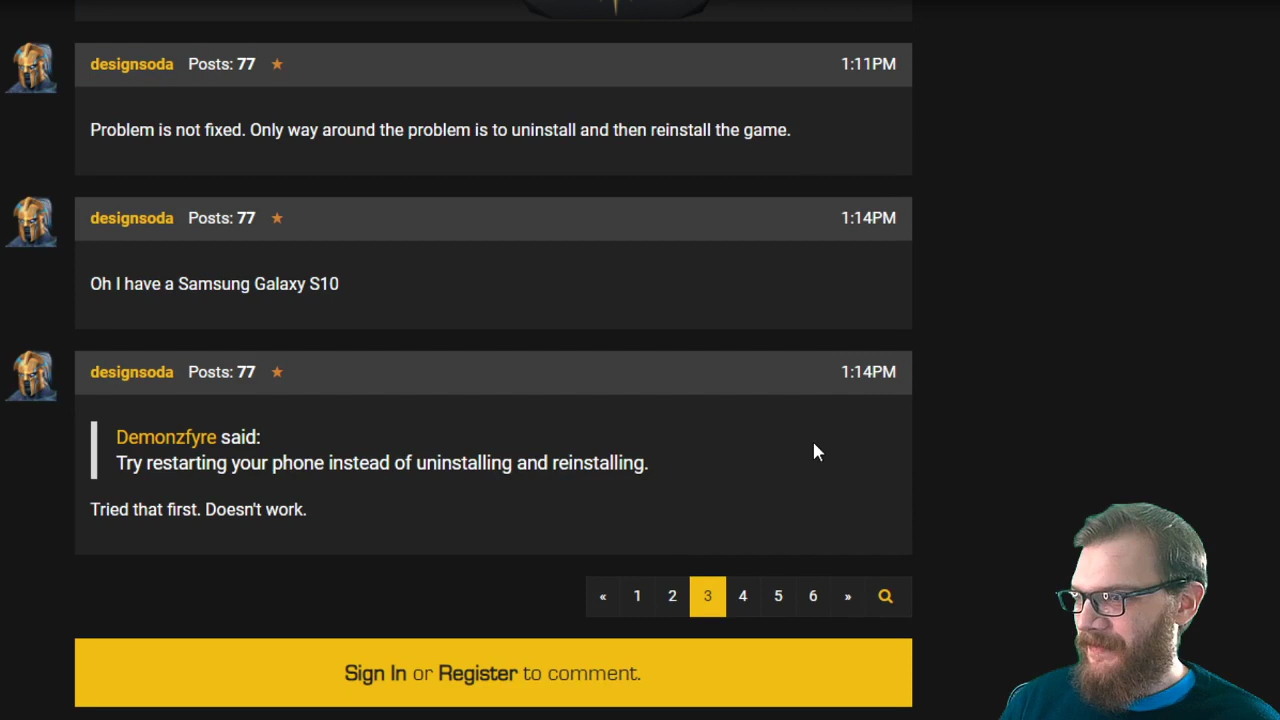 designsoda Posts: 77 ★ 1:11PM
Problem is not fixed. Only way around the problem is to uninstall and then reinstall the game.
designsoda Posts: 77 ★ 1:14PM
Oh I have a Samsung Galaxy S10
designsoda Posts: 77 ★ 1:14PM
Demonzfyre said:
Try restarting your phone instead of uninstalling and reinstalling.
Tried that first. Doesn't work.
« 1 2 3 4 5 6 »
Sign In or Register to comment.